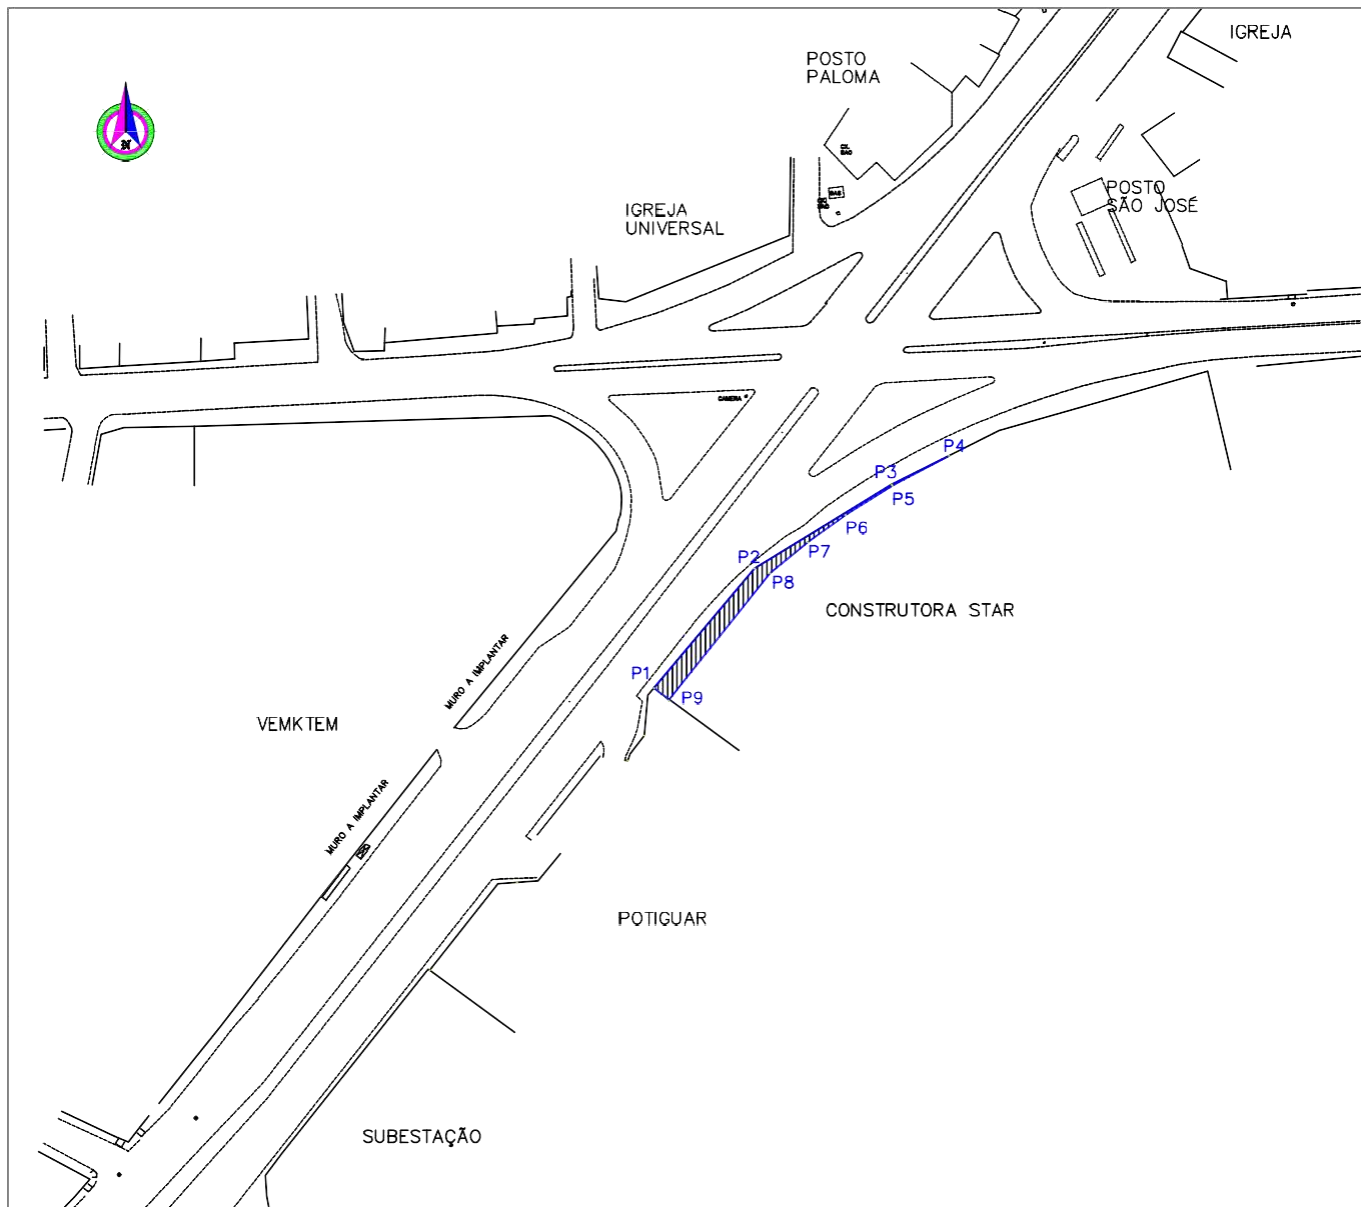 IGREJA
POSTO
PALOMA
N
POSTO
SÃO JOSÉ
IGREJA
UNIVERSAL
CAMERA
P4
P3
P5
P6
P7
P2
P8
CONSTRUTORA STAR
P1
P9
MURO A IMPLANTAR
VEMKTEM
MURO A IMPLANTAR
POTIGUAR
SUBESTAÇÃO